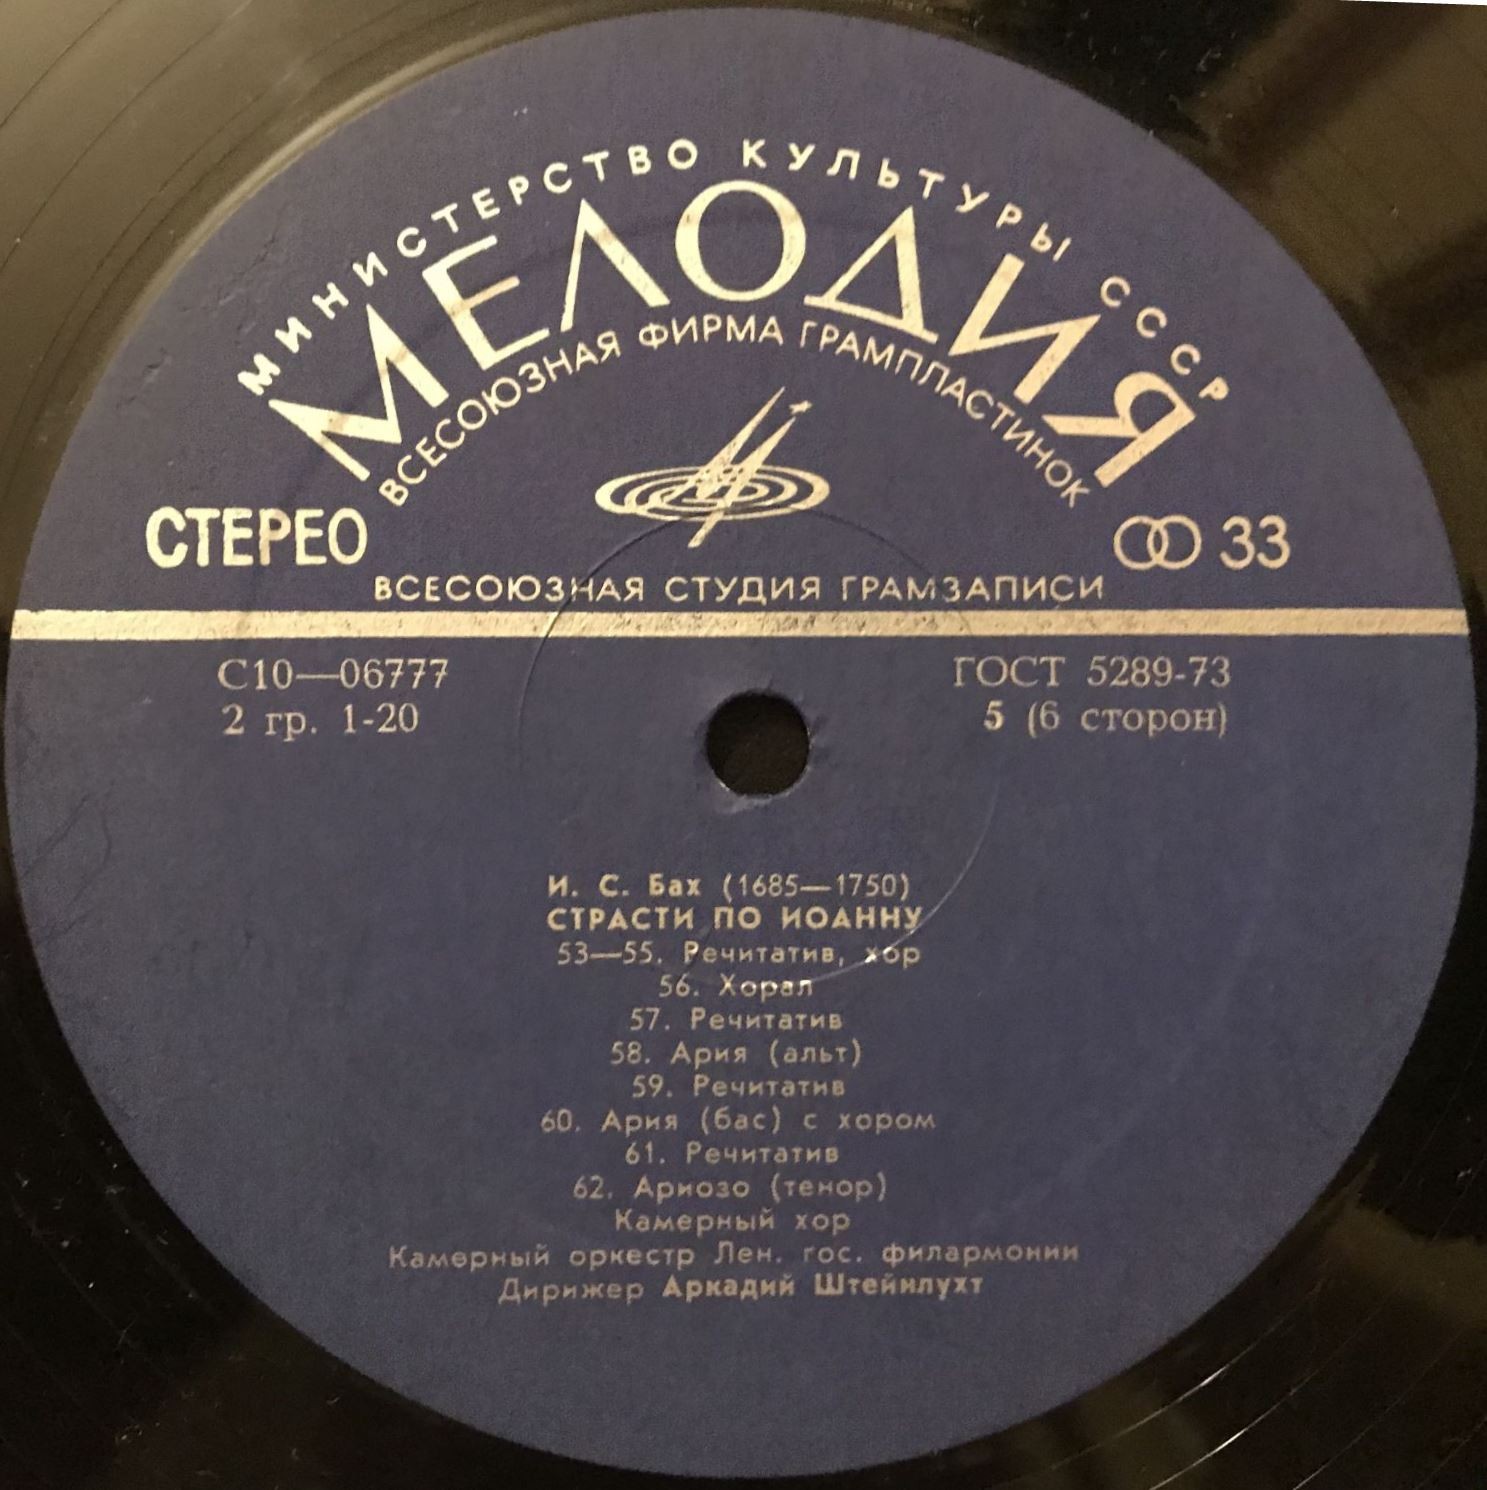 МИНИСТЕРСТВО КУЛЬТУРЫ СССР
МЕЛОДИЯ
ВСЕСОЮЗНАЯ ФИРМА ГРАМПЛАСТИНОК
СТЕРЕО
33
ВСЕСОЮЗНАЯ СТУДИЯ ГРАМЗАПИСИ
С10—06777
ГОСТ 5289-73
2 гр. 1-20
5 (6 сторон)
И. С. Бах (1685—1750)
СТРАСТИ ПО ИОАННУ
53—55. Речитатив, хор
56. Хорал
57. Речитатив
58. Ария (альт)
59. Речитатив
60. Ария (бас) с хором
61. Речитатив
62. Ариозо (тенор)
Камерный хор
Камерный оркестр Лен. гос. филармонии
Дирижер Аркадий Штейнлухт